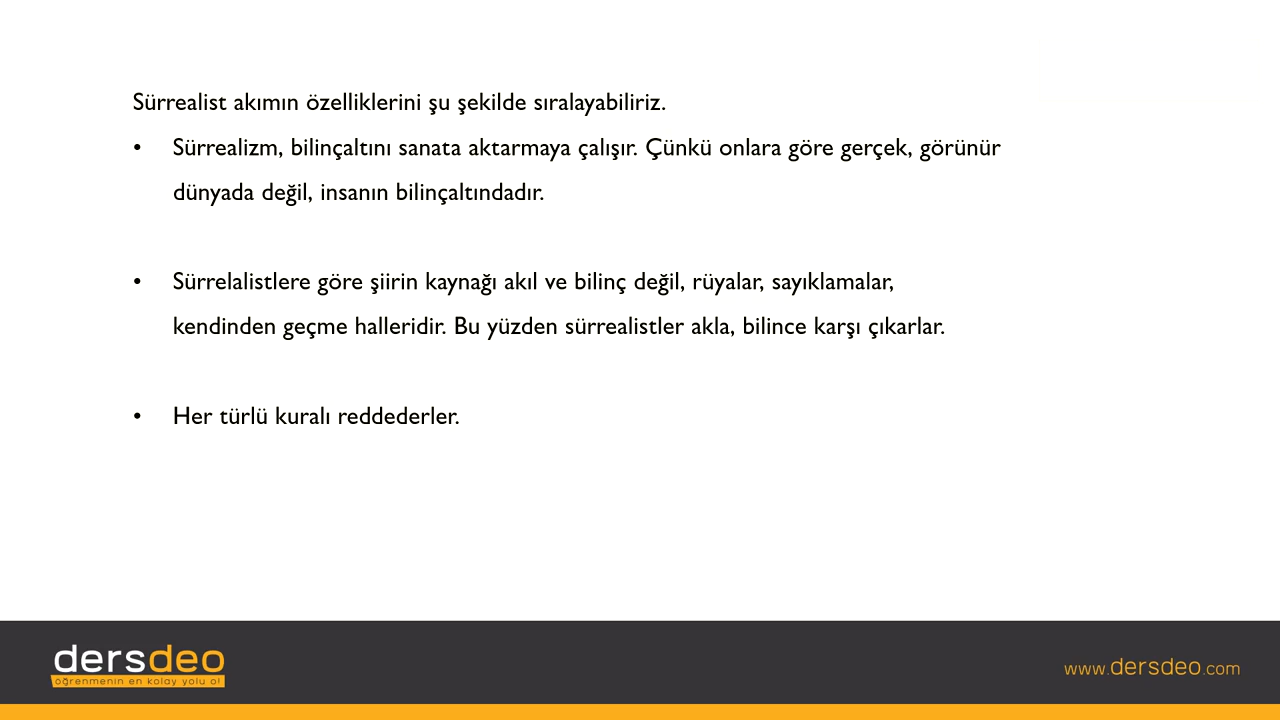 Sürrealist akımın özelliklerini şu şekilde sıralayabiliriz.
• Sürrealizm, bilinçaltını sanata aktarmaya çalışır. Çünkü onlara göre gerçek, görünür
dünyada değil, insanın bilinçaltındadır.
• Sürrelalistlere göre şiirin kaynağı akıl ve bilinç değil, rüyalar, sayıklamalar,
kendinden geçme halleridir. Bu yüzden sürrealistler akla, bilince karşı çıkarlar.
• Her türlü kuralı reddederler.
dersdeo
öğrenmenin en kolay yolu o!
www.dersdeo.com